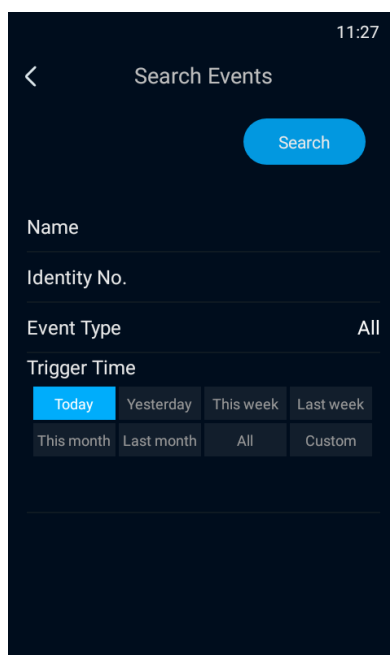 11:27
Search Events
Search
Name
Identity No.
Event Type All
Trigger Time
Today Yesterday This week Last week
This month Last month All Custom